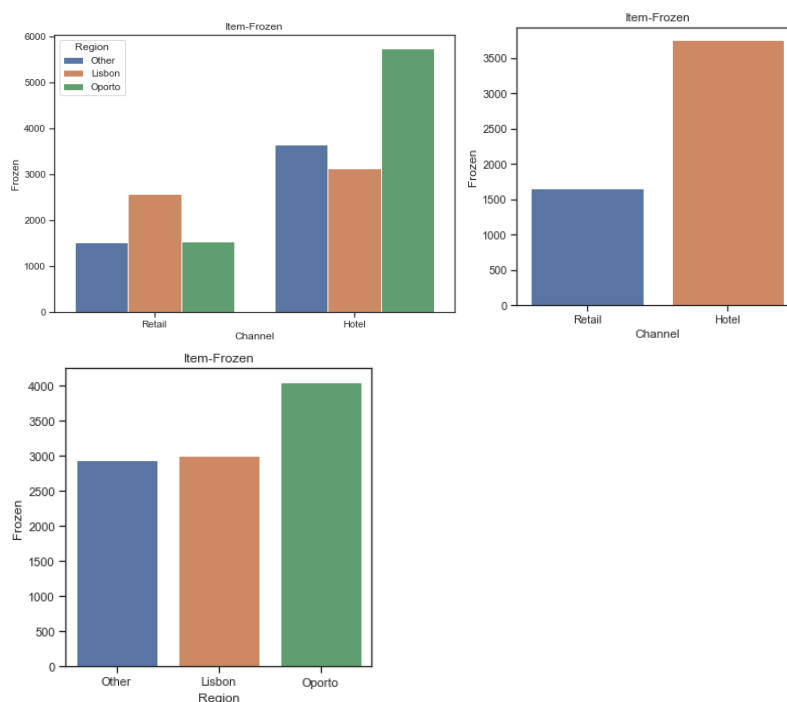 Item-Frozen
Region
Other
Lisbon
Oporto
6000
5000
4000
3000
2000
1000
0
Frozen
Retail
Hotel
Channel
Item-Frozen
3500
3000
2500
2000
1500
1000
500
0
Frozen
Retail
Hotel
Channel
Item-Frozen
4000
3500
3000
2500
2000
1500
1000
500
0
Frozen
Other
Lisbon
Oporto
Region